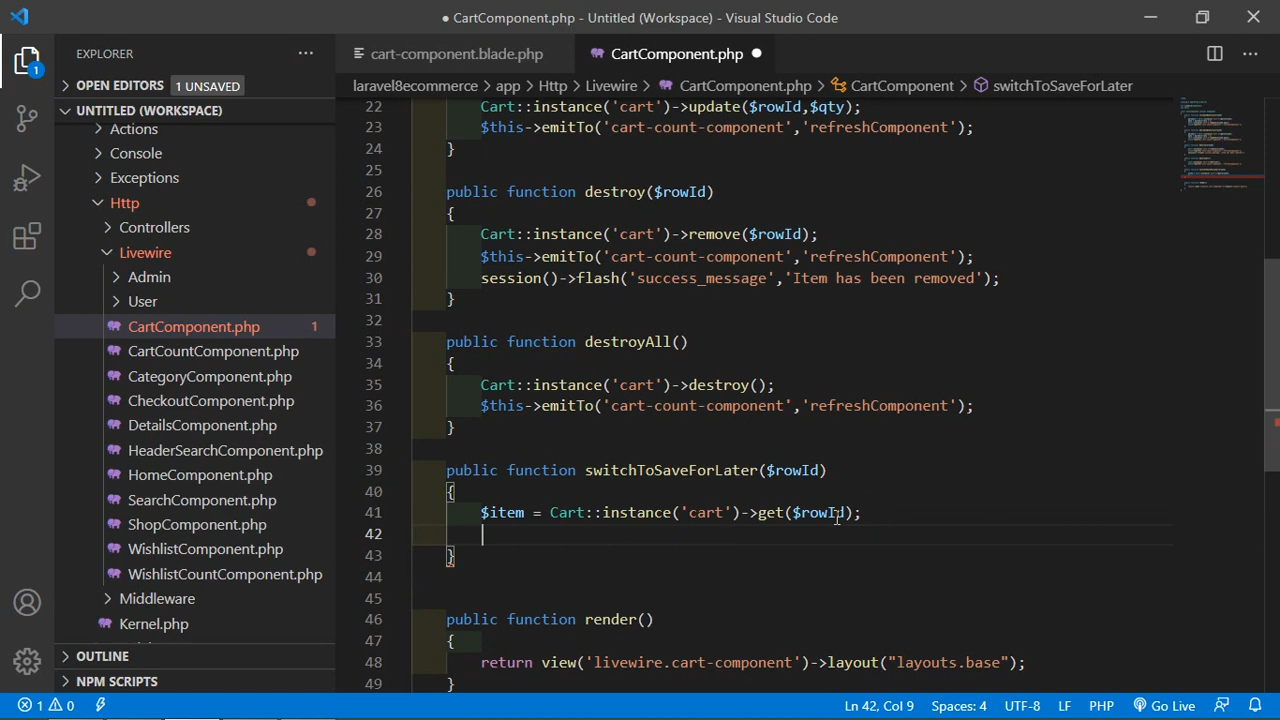 ● CartComponent.php - Untitled (Workspace) - Visual Studio Code
EXPLORER
cart-component.blade.php
CartComponent.php
OPEN EDITORS 1 UNSAVED
laravel8ecommerce > app > Http > Livewire > CartComponent.php > CartComponent > switchToSaveForLater
1
UNTITLED (WORKSPACE)
Actions
Console
Exceptions
Http
Controllers
Livewire
Admin
User
CartComponent.php 1
CartCountComponent.php
CategoryComponent.php
CheckoutComponent.php
DetailsComponent.php
HeaderSearchComponent.php
HomeComponent.php
SearchComponent.php
ShopComponent.php
WishlistComponent.php
WishlistCountComponent.php
Middleware
Kernel.php
OUTLINE
NPM SCRIPTS
22 Cart::instance('cart')->update($rowId,$qty);
23 $this->emitTo('cart-count-component','refreshComponent');
24 }
25
26 public function destroy($rowId)
27 {
28 Cart::instance('cart')->remove($rowId);
29 $this->emitTo('cart-count-component','refreshComponent');
30 session()->flash('success_message','Item has been removed');
31 }
32
33 public function destroyAll()
34 {
35 Cart::instance('cart')->destroy();
36 $this->emitTo('cart-count-component','refreshComponent');
37 }
38
39 public function switchToSaveForLater($rowId)
40 {
41 $item = Cart::instance('cart')->get($rowId);
42
43 }
44
45
46 public function render()
47 {
48 return view('livewire.cart-component')->layout("layouts.base");
49 }
1 0
Ln 42, Col 9 Spaces: 4 UTF-8 LF PHP Go Live